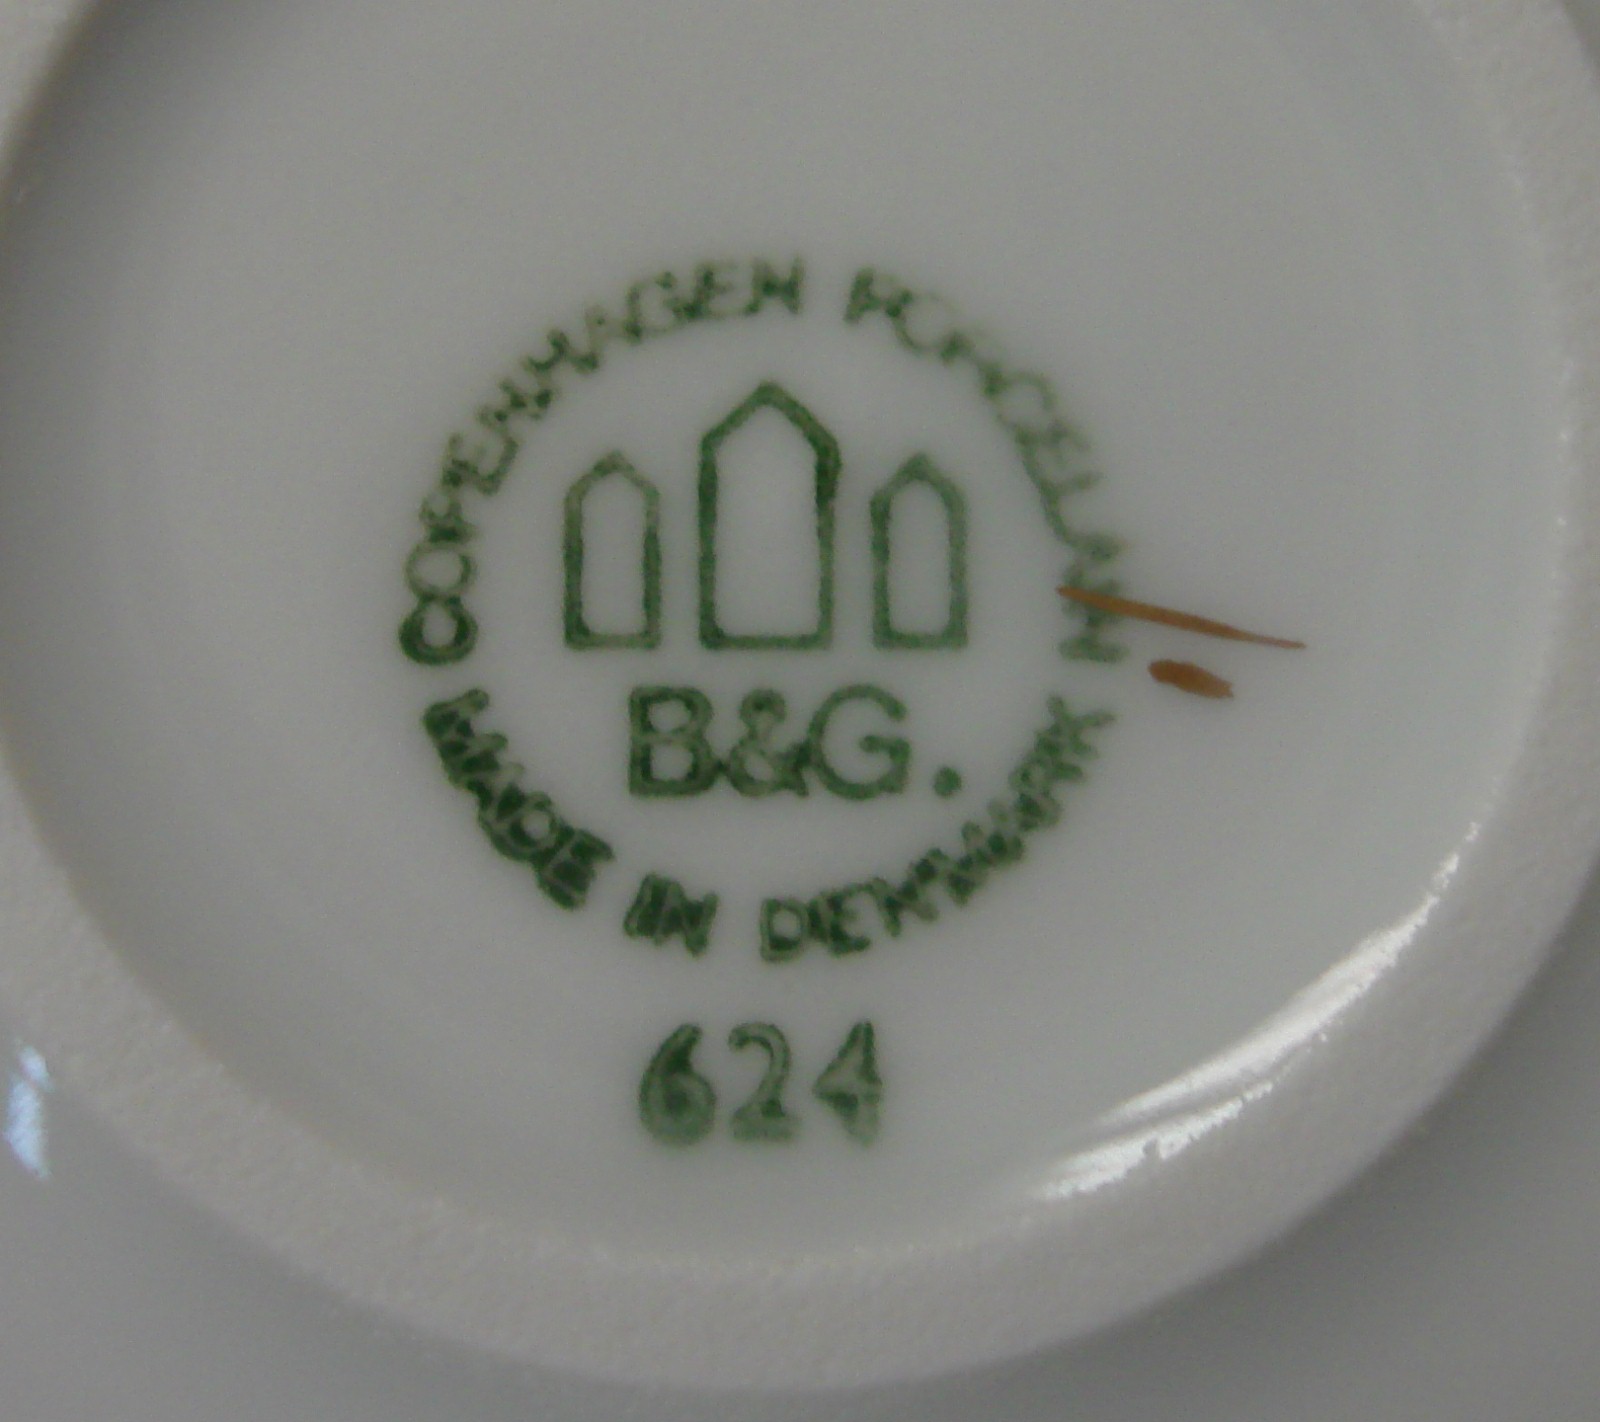 COPENHAGEN PORCELAIN
B&G.
MADE IN DENMARK
624